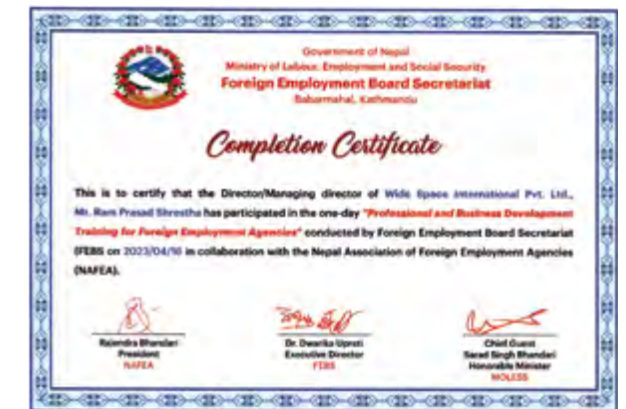 Government of Nepal
Ministry of Labour, Employment and Social Security
Foreign Employment Board Secretariat
Babarmahal, Kathmandu
Completion Certificate
This is to certify that the Director/Managing director of Wide Space International Pvt. Ltd.,
Mr. Ram Prasad Shrestha has participated in the one-day "Professional and Business Development
Training for Foreign Employment Agencies" conducted by Foreign Employment Board Secretariat
(FEBS on 2023/04/16 in collaboration with the Nepal Association of Foreign Employment Agencies
(NAFEA).
Rajendra Bhandari
President
NAFEA
Dr. Dwarika Upreti
Executive Director
FEBS
Chief Guest
Sarad Singh Bhandari
Honorable Minister
MOLESS